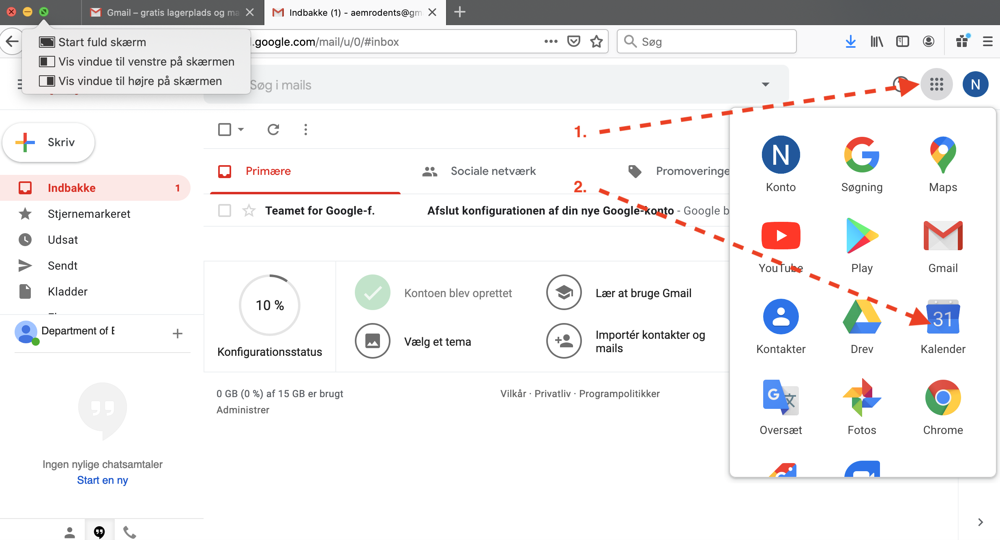 Gmail – gratis lagerplads og ma
Indbakke (1) - aemrodents@gm
Start fuld skærm
Vis vindue til venstre på skærmen
Vis vindue til højre på skærmen
.google.com/mail/u/0/#inbox
Søg
Søg i mails
N
1.
Skriv
Primære
Sociale netværk
Promoveringe
2.
Indbakke
1
Stjernemarkeret
Udsat
Sendt
Kladder
Teamet for Google-f.
Afslut konfigurationen af din nye Google-konto - Google b
10 %
Konfigurationsstatus
Kontoen blev oprettet
Lær at bruge Gmail
Vælg et tema
Importér kontakter og
mails
0 GB (0 %) af 15 GB er brugt
Administrer
Vilkår · Privatliv · Programpolitikker
Department of
Ingen nylige chatsamtaler
Start en ny
N
Konto
Søgning
Maps
YouTube
Play
Gmail
31
Kontakter
Drev
Kalender
Oversæt
Fotos
Chrome